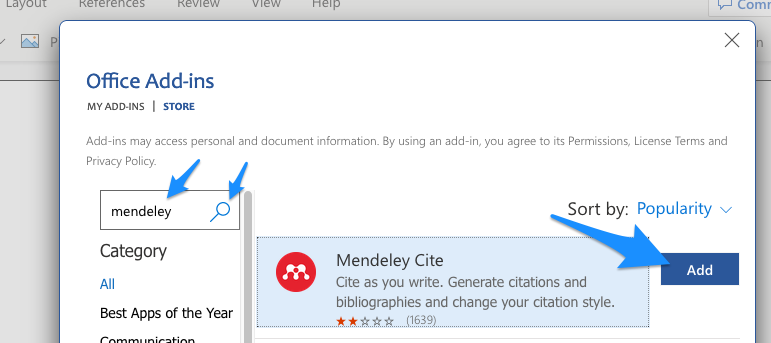 Layout References Review View Help
Comm
P
Office Add-ins
MY ADD-INS | STORE
Add-ins may access personal and document information. By using an add-in, you agree to its Permissions, License Terms and
Privacy Policy.
mendeley
Sort by: Popularity
Category
All
Best Apps of the Year
Communication
Mendeley Cite
Cite as you write. Generate citations and
bibliographies and change your citation style.
(1639)
Add